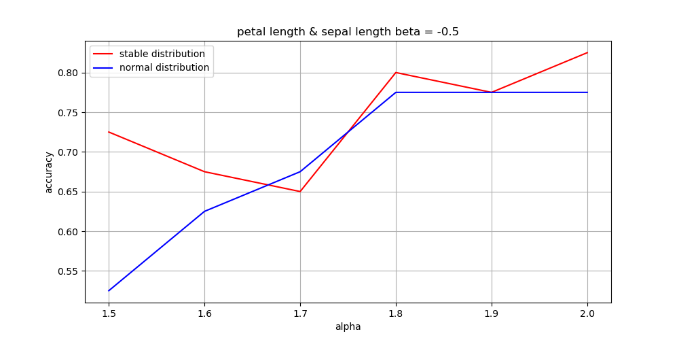 petal length & sepal length beta = -0.5
stable distribution
normal distribution
0.80
0.75
0.70
0.65
0.60
0.55
accuracy
1.5 1.6 1.7 1.8 1.9 2.0
alpha